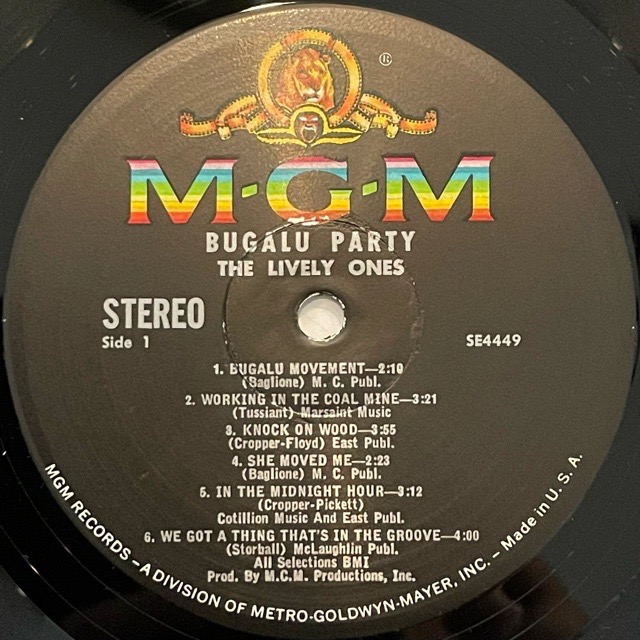 ®
M·G·M
BUGALU PARTY
THE LIVELY ONES
STEREO
Side 1
SE4449
1. BUGALU MOVEMENT—2:10
(Baglione) M. C. Publ.
2. WORKING IN THE COAL MINE—3:21
(Tussiant) Marsaint Music
3. KNOCK ON WOOD—3:55
(Cropper-Floyd) East Publ.
4. SHE MOVED ME—2:23
(Baglione) M. C. Publ.
5. IN THE MIDNIGHT HOUR—3:12
(Cropper-Pickett)
Cotillion Music And East Publ.
6. WE GOT A THING THAT'S IN THE GROOVE—4:00
(Storball) McLaughlin Publ.
All Selections BMI
Prod. By M.C.M. Productions, Inc.
MGM RECORDS – A DIVISION OF METRO-GOLDWYN-MAYER, INC. – Made in U. S. A.